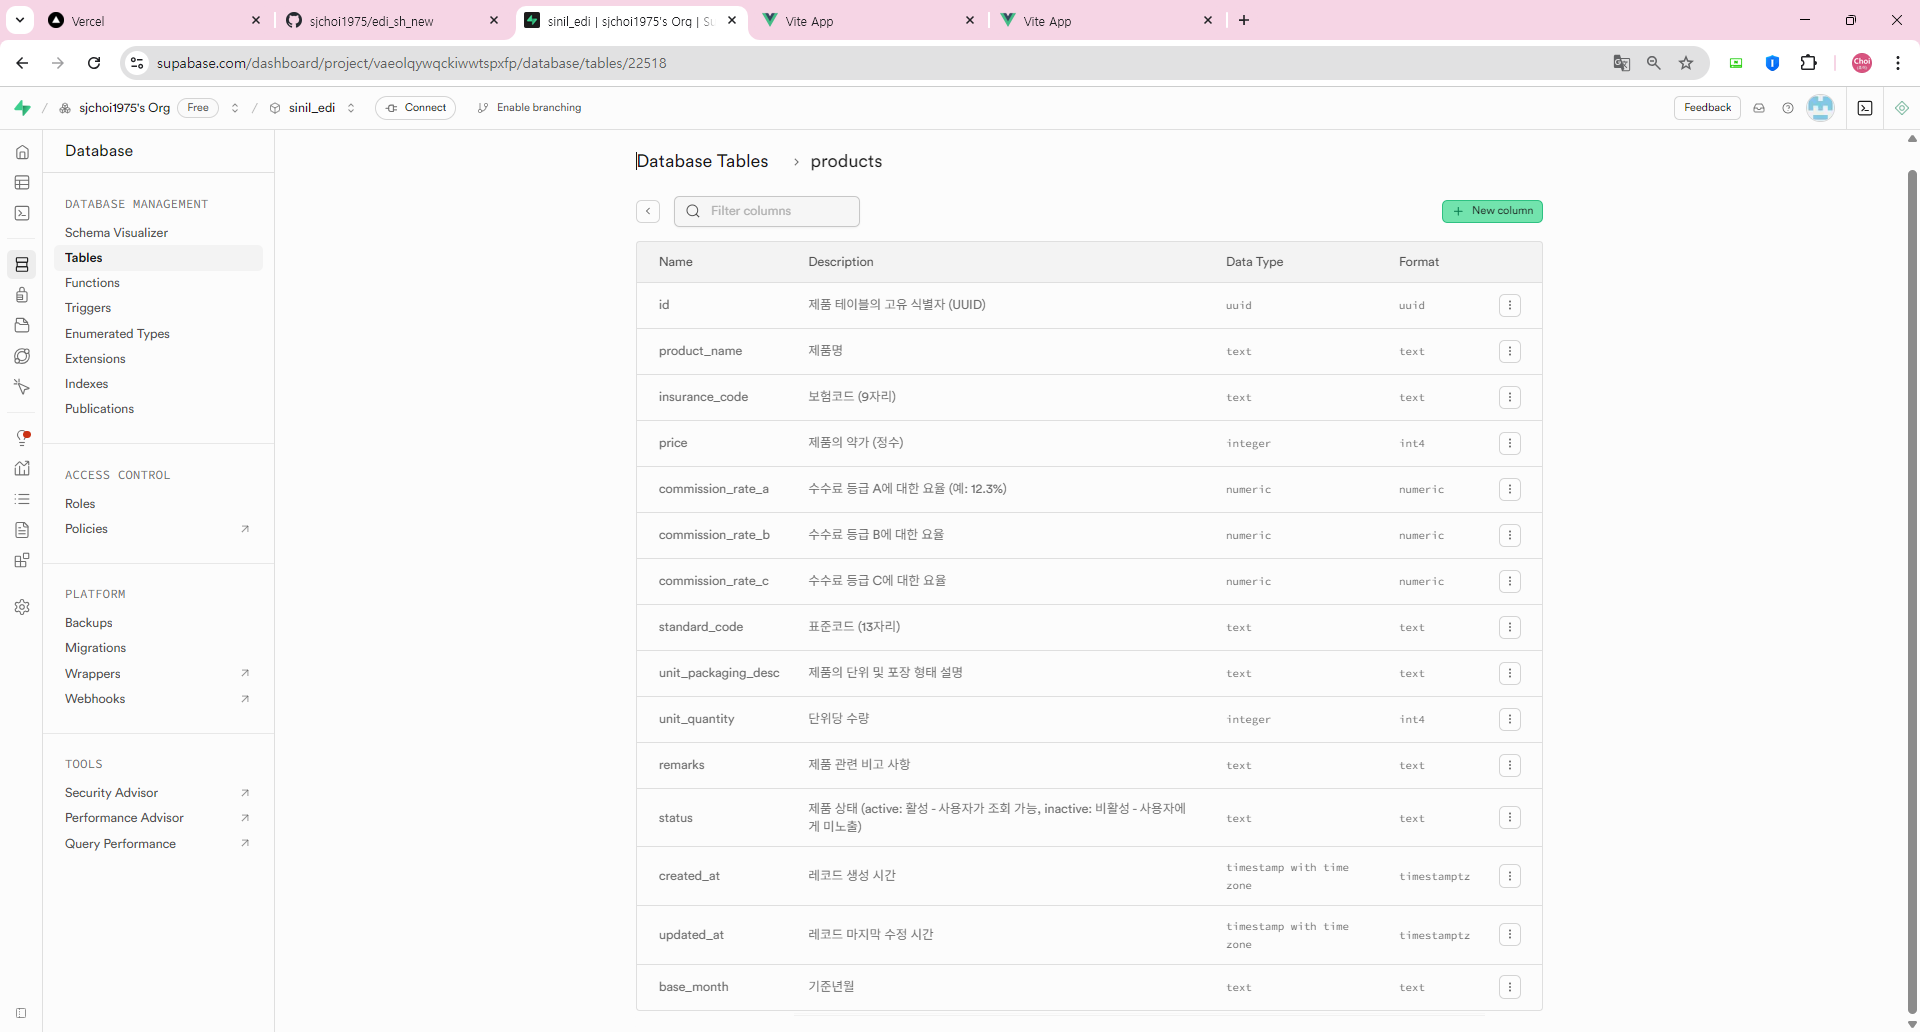 Vercel
sjchoi1975/edi_sh_new
sinil_edi | sjchoi1975's Org | Su
Vite App
Vite App
supabase.com/dashboard/project/vaeolqywqckiwwtspxfp/database/tables/22518
Choi
sjchoi1975's Org
Free
sinil_edi
Connect
Enable branching
Feedback
Database
DATABASE MANAGEMENT
Schema Visualizer
Tables
Functions
Triggers
Enumerated Types
Extensions
Indexes
Publications
ACCESS CONTROL
Roles
Policies
PLATFORM
Backups
Migrations
Wrappers
Webhooks
TOOLS
Security Advisor
Performance Advisor
Query Performance
Database Tables > products
Filter columns
New column
Name Description Data Type Format
id 제품 테이블의 고유 식별자 (UUID) uuid uuid
product_name 제품명 text text
insurance_code 보험코드 (9자리) text text
price 제품의 약가 (정수) integer int4
commission_rate_a 수수료 등급 A에 대한 요율 (예: 12.3%) numeric numeric
commission_rate_b 수수료 등급 B에 대한 요율 numeric numeric
commission_rate_c 수수료 등급 C에 대한 요율 numeric numeric
standard_code 표준코드 (13자리) text text
unit_packaging_desc 제품의 단위 및 포장 형태 설명 text text
unit_quantity 단위당 수량 integer int4
remarks 제품 관련 비고 사항 text text
status 제품 상태 (active: 활성 - 사용자가 조회 가능, inactive: 비활성 - 사용자에
게 미노출) text text
created_at 레코드 생성 시간 timestamp with time
zone timestamptz
updated_at 레코드 마지막 수정 시간 timestamp with time
zone timestamptz
base_month 기준년월 text text